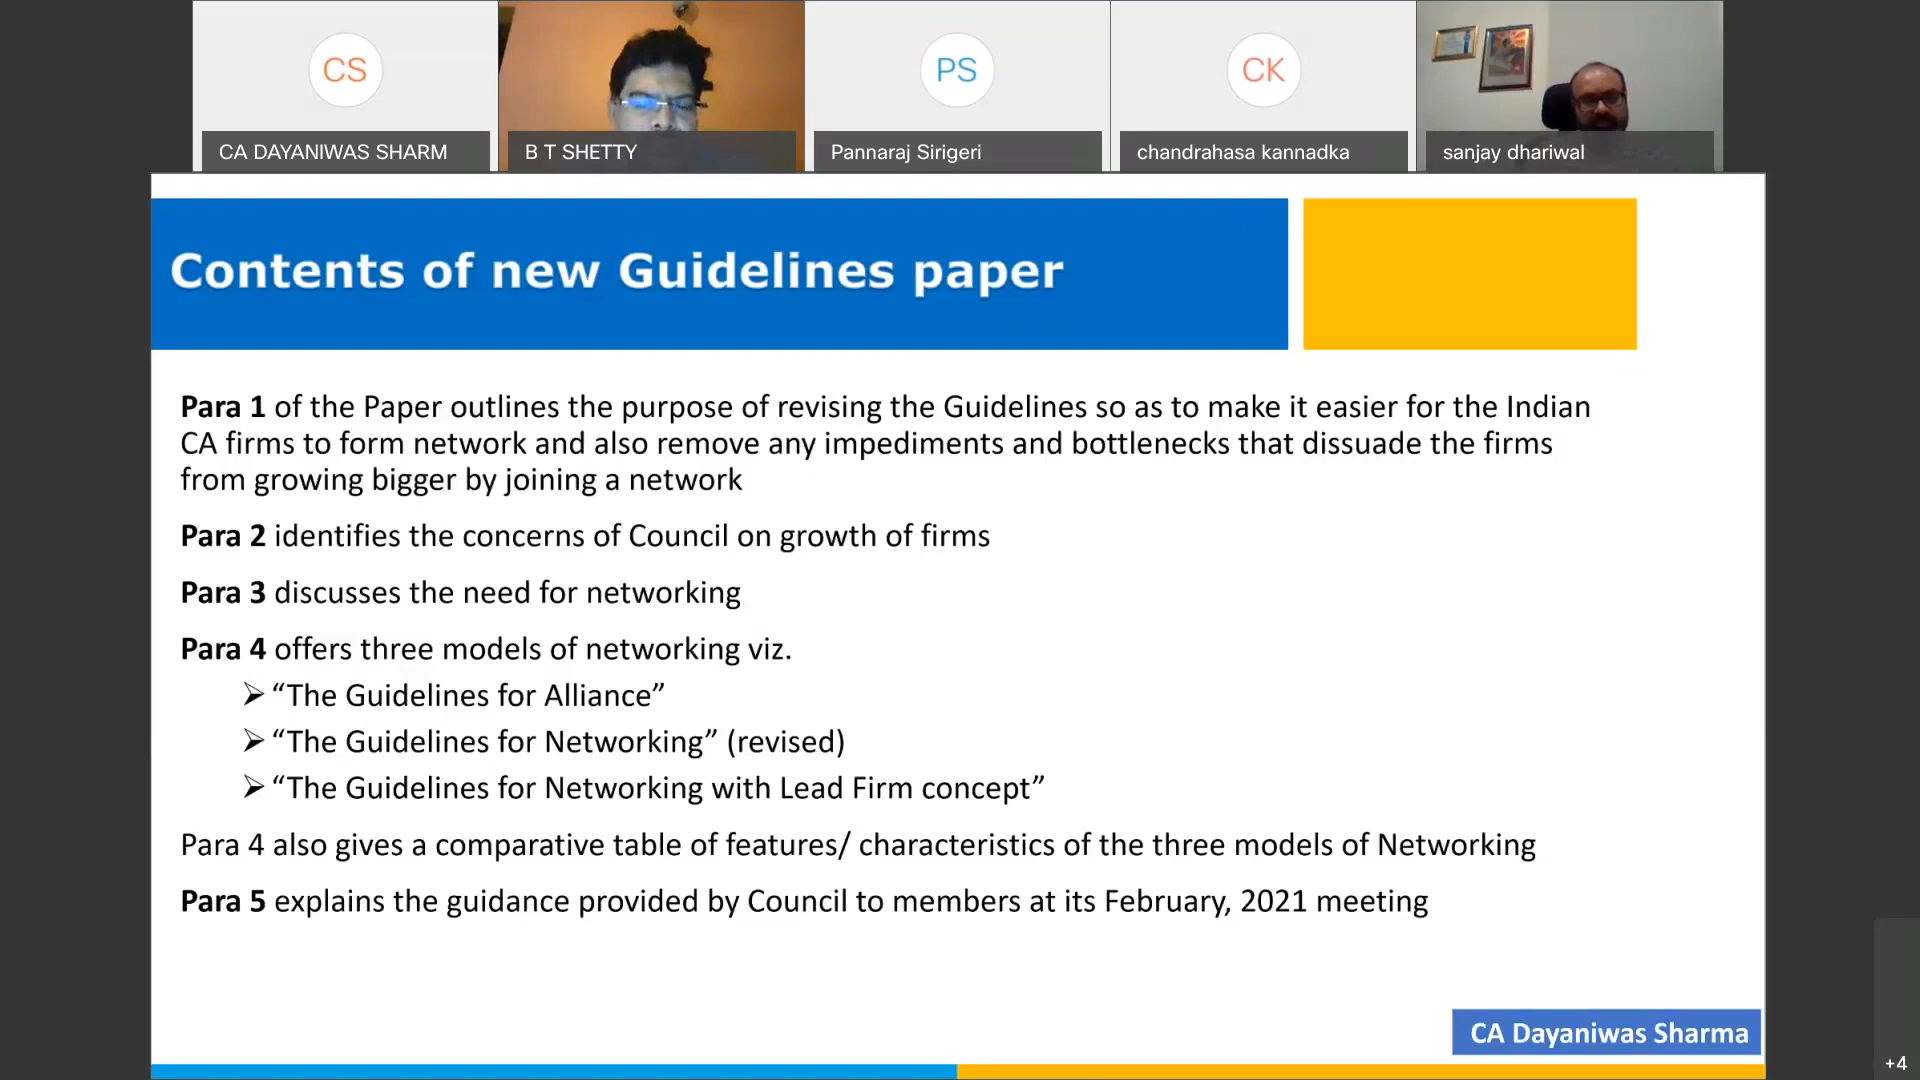 CS
PS
CK
CA DAYANIWAS SHARM
B T SHETTY
Pannaraj Sirigeri
chandrahasa kannadka
sanjay dhariwal
Contents of new Guidelines paper
Para 1 of the Paper outlines the purpose of revising the Guidelines so as to make it easier for the Indian
CA firms to form network and also remove any impediments and bottlenecks that dissuade the firms
from growing bigger by joining a network
Para 2 identifies the concerns of Council on growth of firms
Para 3 discusses the need for networking
Para 4 offers three models of networking viz.
➢ “The Guidelines for Alliance”
➢ “The Guidelines for Networking” (revised)
➢ “The Guidelines for Networking with Lead Firm concept”
Para 4 also gives a comparative table of features/ characteristics of the three models of Networking
Para 5 explains the guidance provided by Council to members at its February, 2021 meeting
CA Dayaniwas Sharma
+4